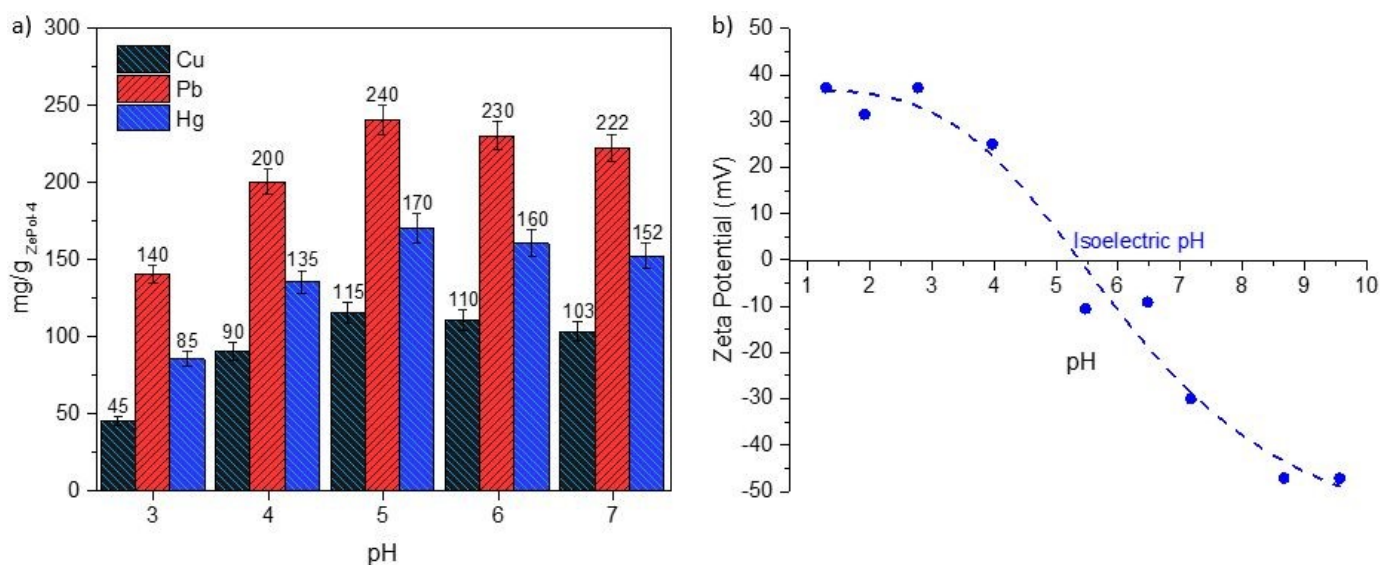 a)
300
250
200
150
100
50
0
mg/g ZePol-4
Cu
Pb
Hg
45
140
85
90
200
135
115
240
170
110
230
160
103
222
152
3 4 5 6 7
pH
b)
50
40
30
20
10
0
-10
-20
-30
-40
-50
Zeta Potential (mV)
Isoelectric pH
1 2 3 4 5 6 7 8 9 10
pH